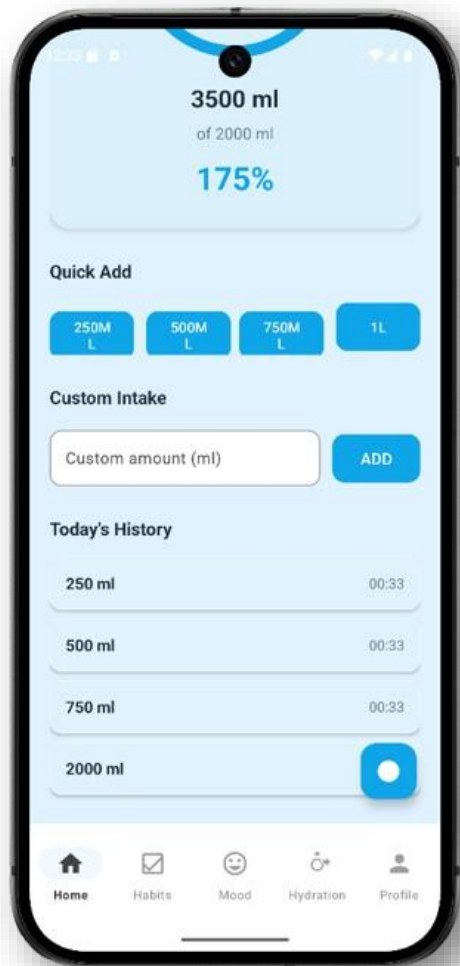 12:33
3500 ml
of 2000 ml
175%
Quick Add
250M
L
500M
L
750M
L
1L
Custom Intake
Custom amount (ml)
ADD
Today's History
250 ml 00:33
500 ml 00:33
750 ml 00:33
2000 ml
Home Habits Mood Hydration Profile